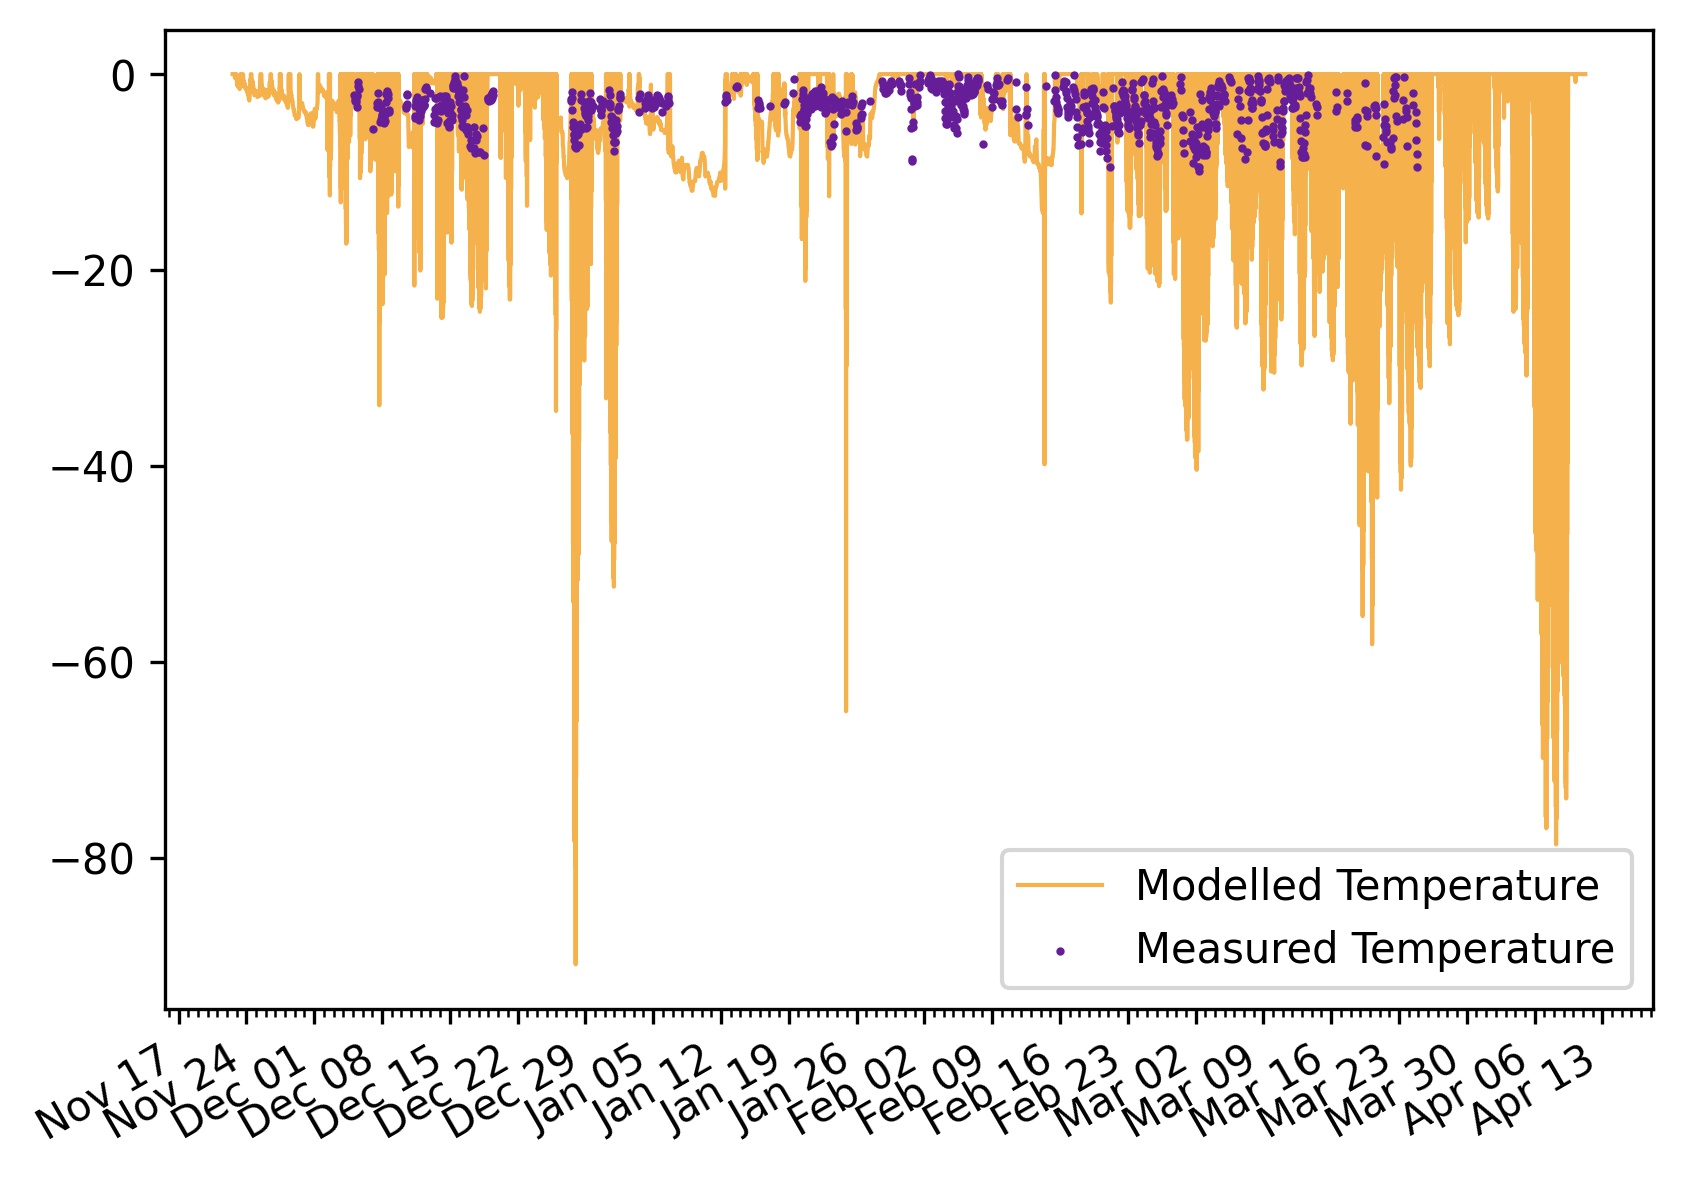 0
−20
−40
−60
−80
Modelled Temperature
Measured Temperature
Nov 17
Nov 24
Dec 01
Dec 08
Dec 15
Dec 22
Dec 29
Jan 05
Jan 12
Jan 19
Jan 26
Feb 02
Feb 09
Feb 16
Feb 23
Mar 02
Mar 09
Mar 16
Mar 23
Mar 30
Apr 06
Apr 13